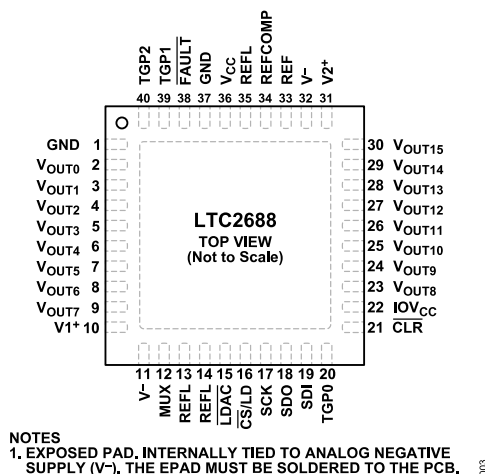 TGP2
TGP1
FAULT
GND
VCC
REFL
REFCOMP
REF
V–
V2+
40 39 38 37 36 35 34 33 32 31
GND 1
VOUT0 2
VOUT1 3
VOUT2 4
VOUT3 5
VOUT4 6
VOUT5 7
VOUT6 8
VOUT7 9
V1+ 10
LTC2688
TOP VIEW
(Not to Scale)
30 VOUT15
29 VOUT14
28 VOUT13
27 VOUT12
26 VOUT11
25 VOUT10
24 VOUT9
23 VOUT8
22 IOVCC
21 CLR
11 12 13 14 15 16 17 18 19 20
V–
MUX
REFL
REFL
LDAC
CS/LD
SCK
SDO
SDI
TGP0
NOTES
1. EXPOSED PAD. INTERNALLY TIED TO ANALOG NEGATIVE
SUPPLY (V–). THE EPAD MUST BE SOLDERED TO THE PCB.
003